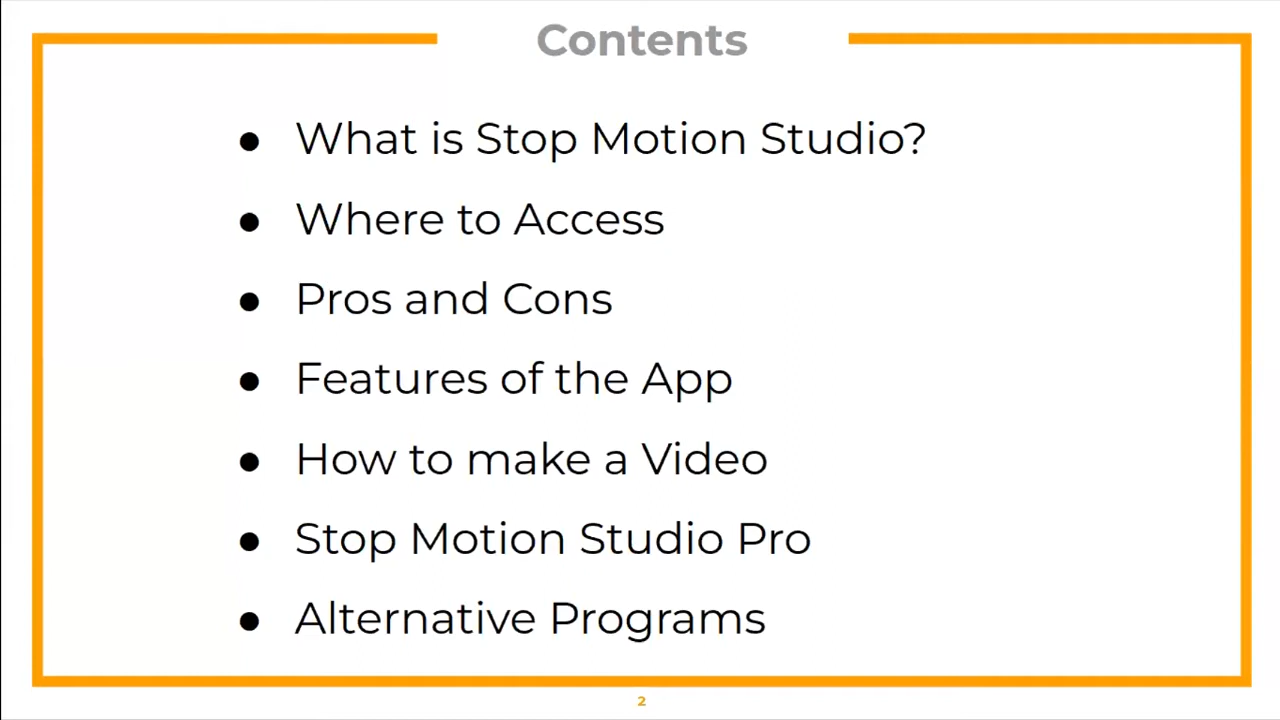 Contents
● What is Stop Motion Studio?
● Where to Access
● Pros and Cons
● Features of the App
● How to make a Video
● Stop Motion Studio Pro
● Alternative Programs
2